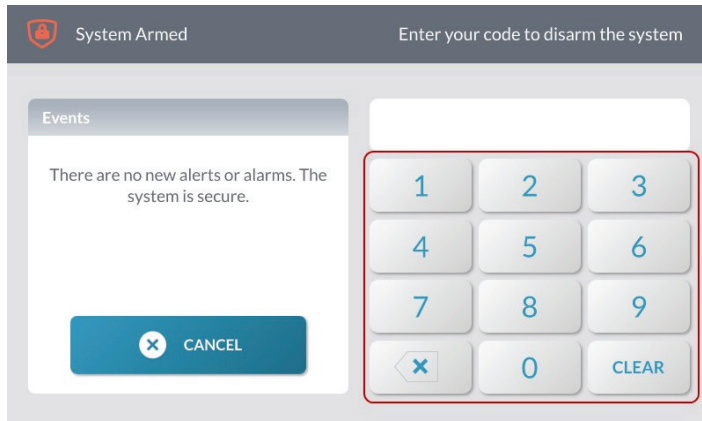 System Armed
Enter your code to disarm the system
Events
There are no new alerts or alarms. The
system is secure.
CANCEL
1 2 3
4 5 6
7 8 9
0 CLEAR